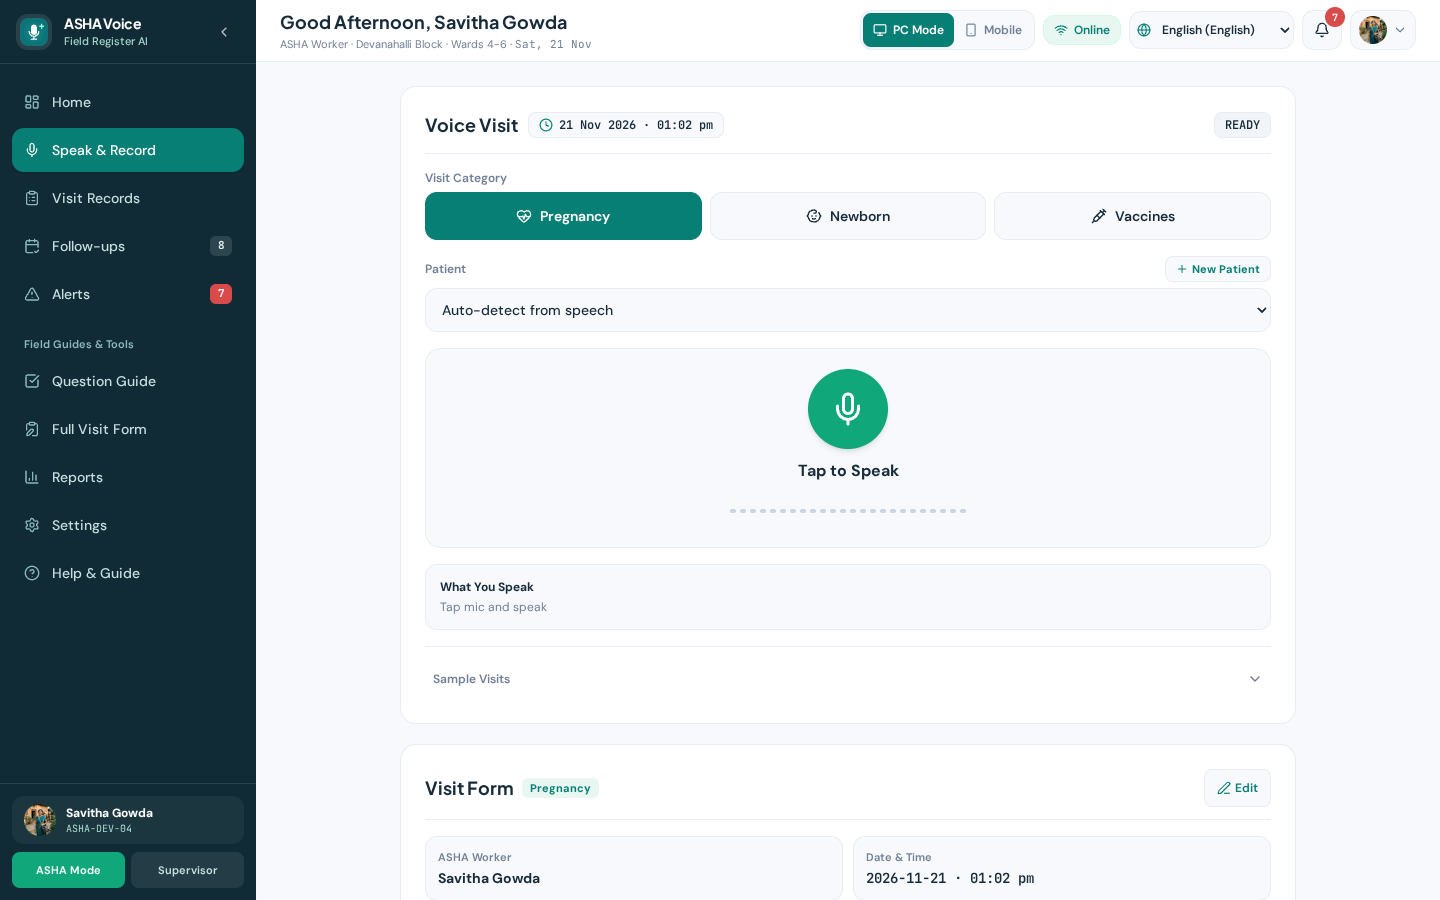 ASHA Voice
Field Register AI
Home
Speak & Record
Visit Records
Follow-ups 8
Alerts 7
Field Guides & Tools
Question Guide
Full Visit Form
Reports
Settings
Help & Guide
Savitha Gowda
ASHA-DEV-04
ASHA Mode Supervisor
Good Afternoon, Savitha Gowda
ASHA Worker · Devanahalli Block · Wards 4-6 · Sat, 21 Nov
PC Mode Mobile Online English (English) 7
Voice Visit 21 Nov 2026 · 01:02 pm READY
Visit Category
Pregnancy Newborn Vaccines
Patient + New Patient
Auto-detect from speech
Tap to Speak
What You Speak
Tap mic and speak
Sample Visits
Visit Form Pregnancy Edit
ASHA Worker Date & Time
Savitha Gowda 2026-11-21 · 01:02 pm